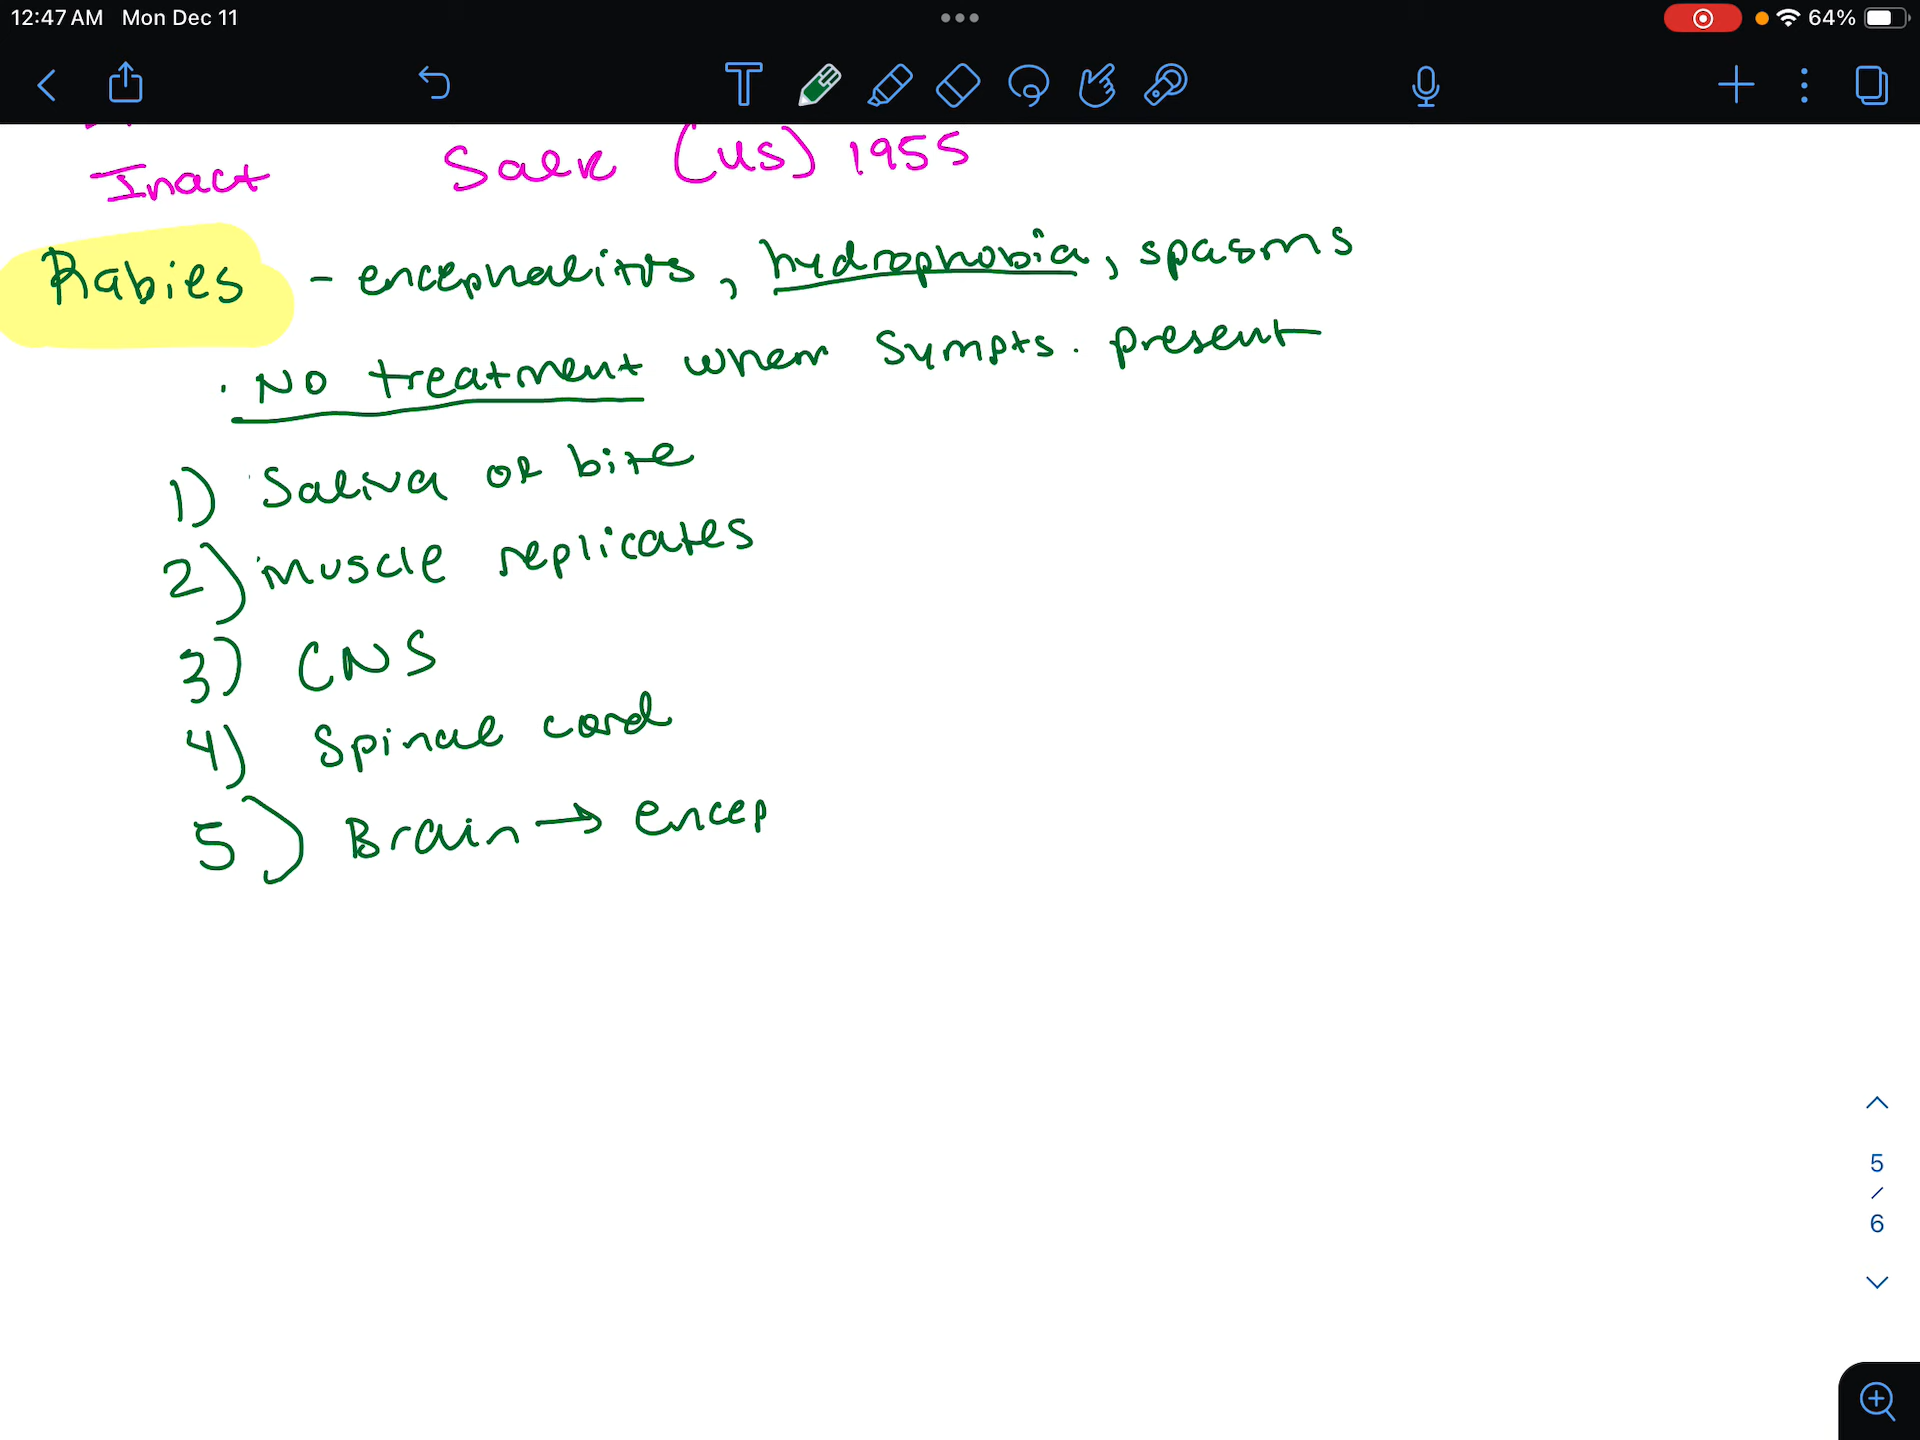 12:47 AM Mon Dec 11
64%
Inact Salk (US) 1955
Rabies - encephalitis, hydrophobia, spasms
. No treatment when sympts. present
1) Saliva or bite
2) muscle replicates
3) CNS
4) Spinal cord
5) Brain → encep
5
/
6